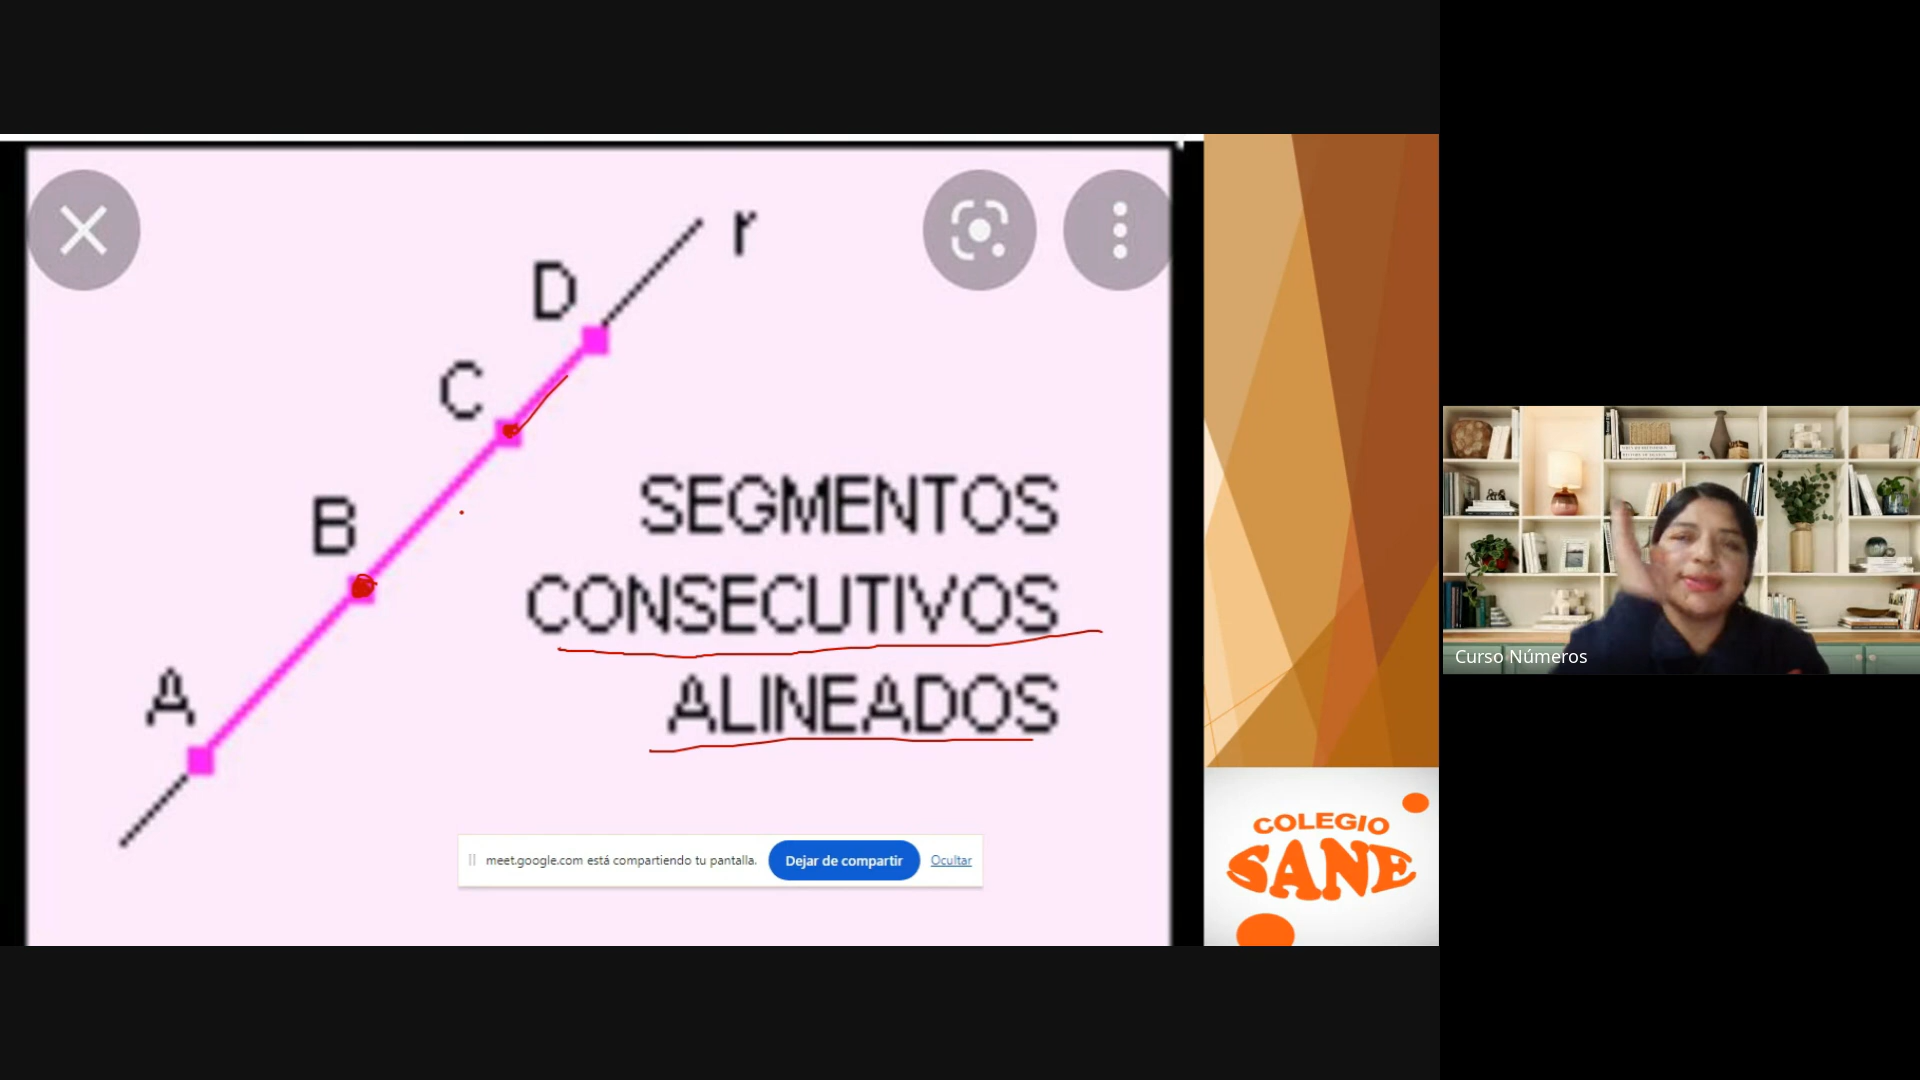 r
D
C
B
A
SEGMENTOS
CONSECUTIVOS
ALINEADOS
meet.google.com está compartiendo tu pantalla. Dejar de compartir Ocultar
COLEGIO
SANE
Curso Números